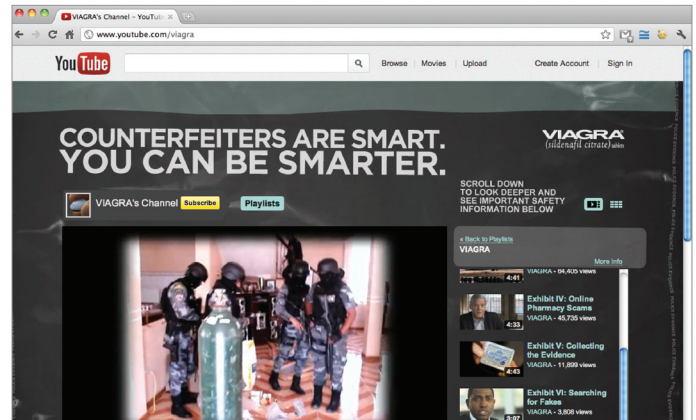 VIAGRA's Channel - YouTube
www.youtube.com/viagra
YouTube
Browse
Movies
Upload
Create Account
Sign In
COUNTERFEITERS ARE SMART.
YOU CAN BE SMARTER.
VIAGRA
(sildenafil citrate) tablets
VIAGRA's Channel
Subscribe
Playlists
SCROLL DOWN
TO LOOK DEEPER AND
SEE IMPORTANT SAFETY
INFORMATION BELOW
« Back to Playlists
VIAGRA
More Info
VIAGRA - 64,405 views
4:41
Exhibit IV: Online
Pharmacy Scams
VIAGRA - 45,735 views
4:33
Exhibit V: Collecting
the Evidence
VIAGRA - 11,899 views
4:43
Exhibit VI: Searching
for Fakes
VIAGRA - 3,808 views
3:07